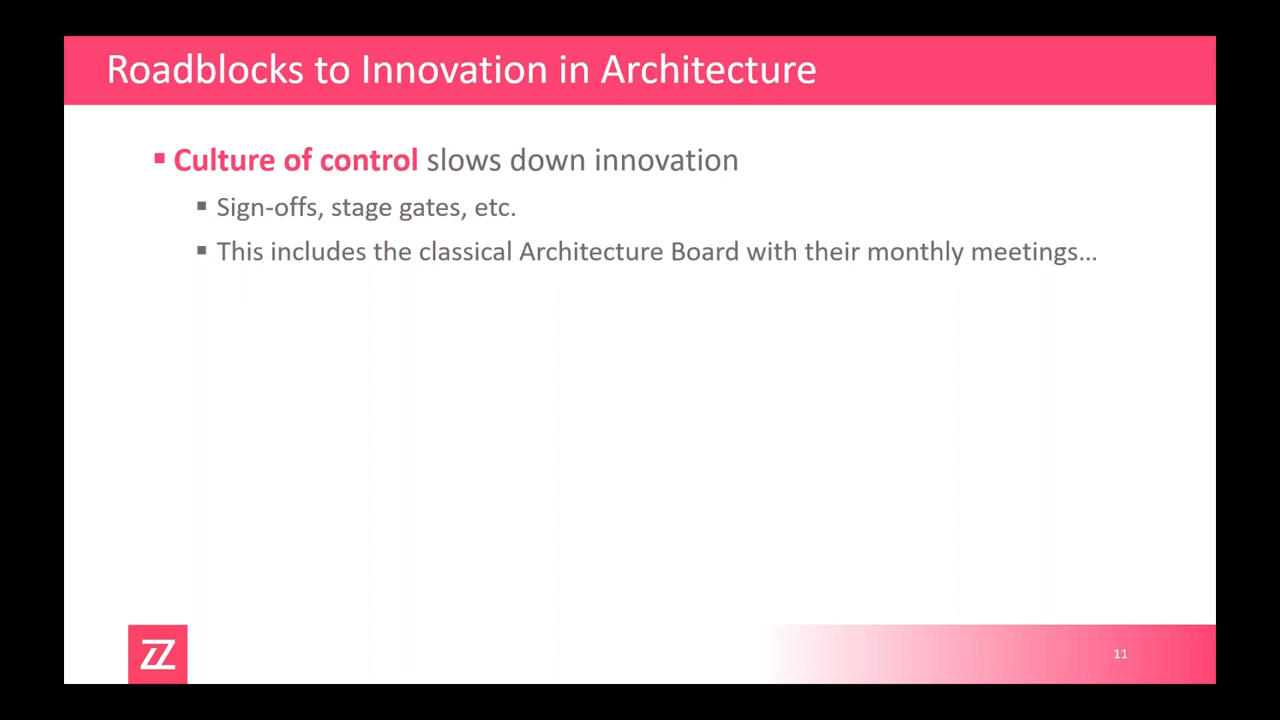 Roadblocks to Innovation in Architecture
Culture of control slows down innovation
Sign-offs, stage gates, etc.
This includes the classical Architecture Board with their monthly meetings…
11